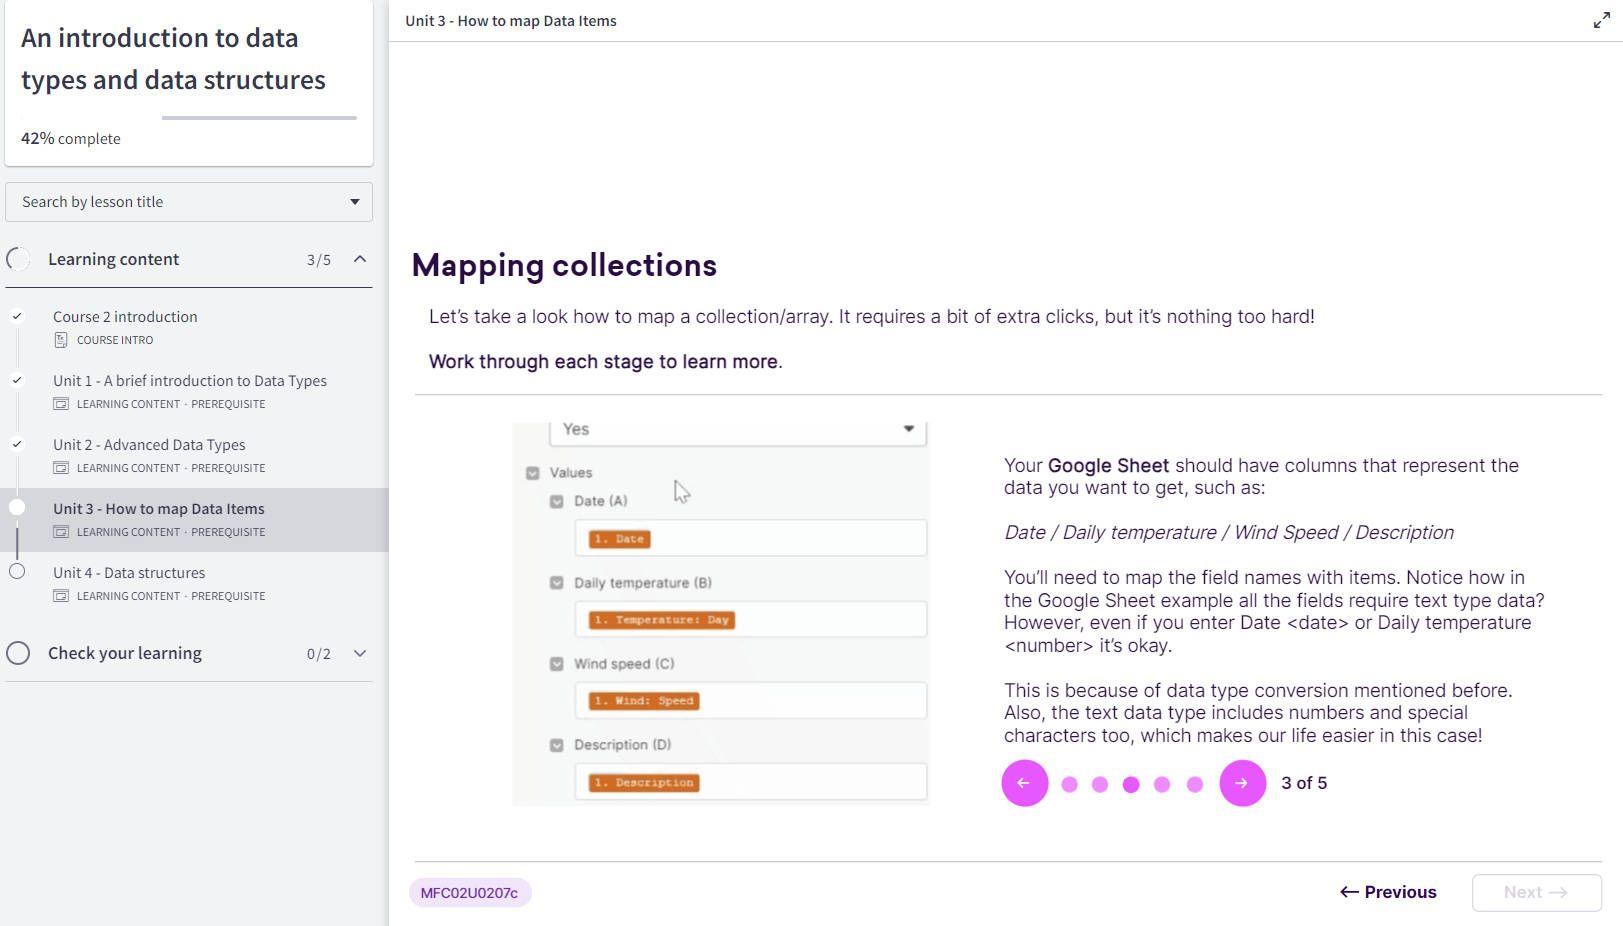 An introduction to data
types and data structures
42% complete
Search by lesson title
Learning content 3/5
Course 2 introduction
COURSE INTRO
Unit 1 - A brief introduction to Data Types
LEARNING CONTENT · PREREQUISITE
Unit 2 - Advanced Data Types
LEARNING CONTENT · PREREQUISITE
Unit 3 - How to map Data Items
LEARNING CONTENT · PREREQUISITE
Unit 4 - Data structures
LEARNING CONTENT · PREREQUISITE
Check your learning 0/2
Unit 3 - How to map Data Items
Mapping collections
Let’s take a look how to map a collection/array. It requires a bit of extra clicks, but it’s nothing too hard!
Work through each stage to learn more.
Yes
Values
Date (A)
1. Date
Daily temperature (B)
1. Temperature: Day
Wind speed (C)
1. Wind: Speed
Description (D)
1. Description
Your Google Sheet should have columns that represent the
data you want to get, such as:
Date / Daily temperature / Wind Speed / Description
You’ll need to map the field names with items. Notice how in
the Google Sheet example all the fields require text type data?
However, even if you enter Date <date> or Daily temperature
<number> it’s okay.
This is because of data type conversion mentioned before.
Also, the text data type includes numbers and special
characters too, which makes our life easier in this case!
← → 3 of 5
MFC02U0207c
← Previous
Next →